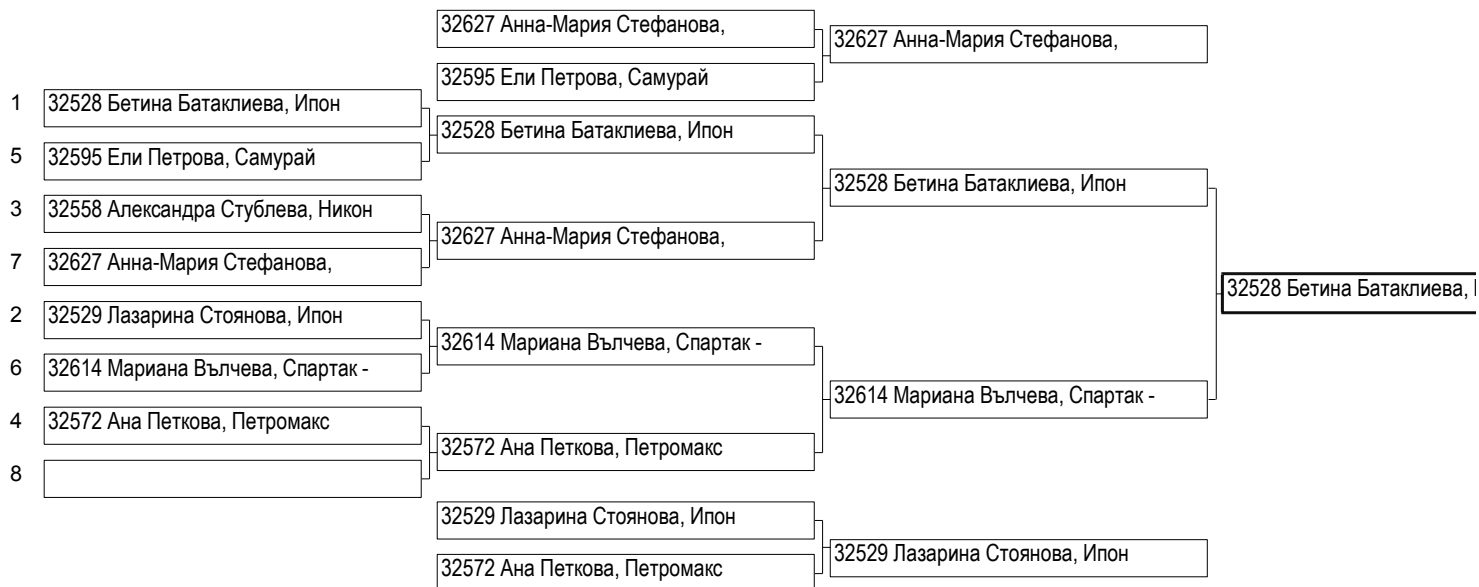 32627 Анна-Мария Стефанова,
32627 Анна-Мария Стефанова,
32595 Ели Петрова, Самурай
1 32528 Бетина Батаклиева, Ипон
32528 Бетина Батаклиева, Ипон
5 32595 Ели Петрова, Самурай
32528 Бетина Батаклиева, Ипон
3 32558 Александра Стублева, Никон
32627 Анна-Мария Стефанова,
7 32627 Анна-Мария Стефанова,
32528 Бетина Батаклиева,
2 32529 Лазарина Стоянова, Ипон
32614 Мариана Вълчева, Спартак -
6 32614 Мариана Вълчева, Спартак -
32614 Мариана Вълчева, Спартак -
4 32572 Ана Петкова, Петромакс
32572 Ана Петкова, Петромакс
8
32529 Лазарина Стоянова, Ипон
32529 Лазарина Стоянова, Ипон
32572 Ана Петкова, Петромакс